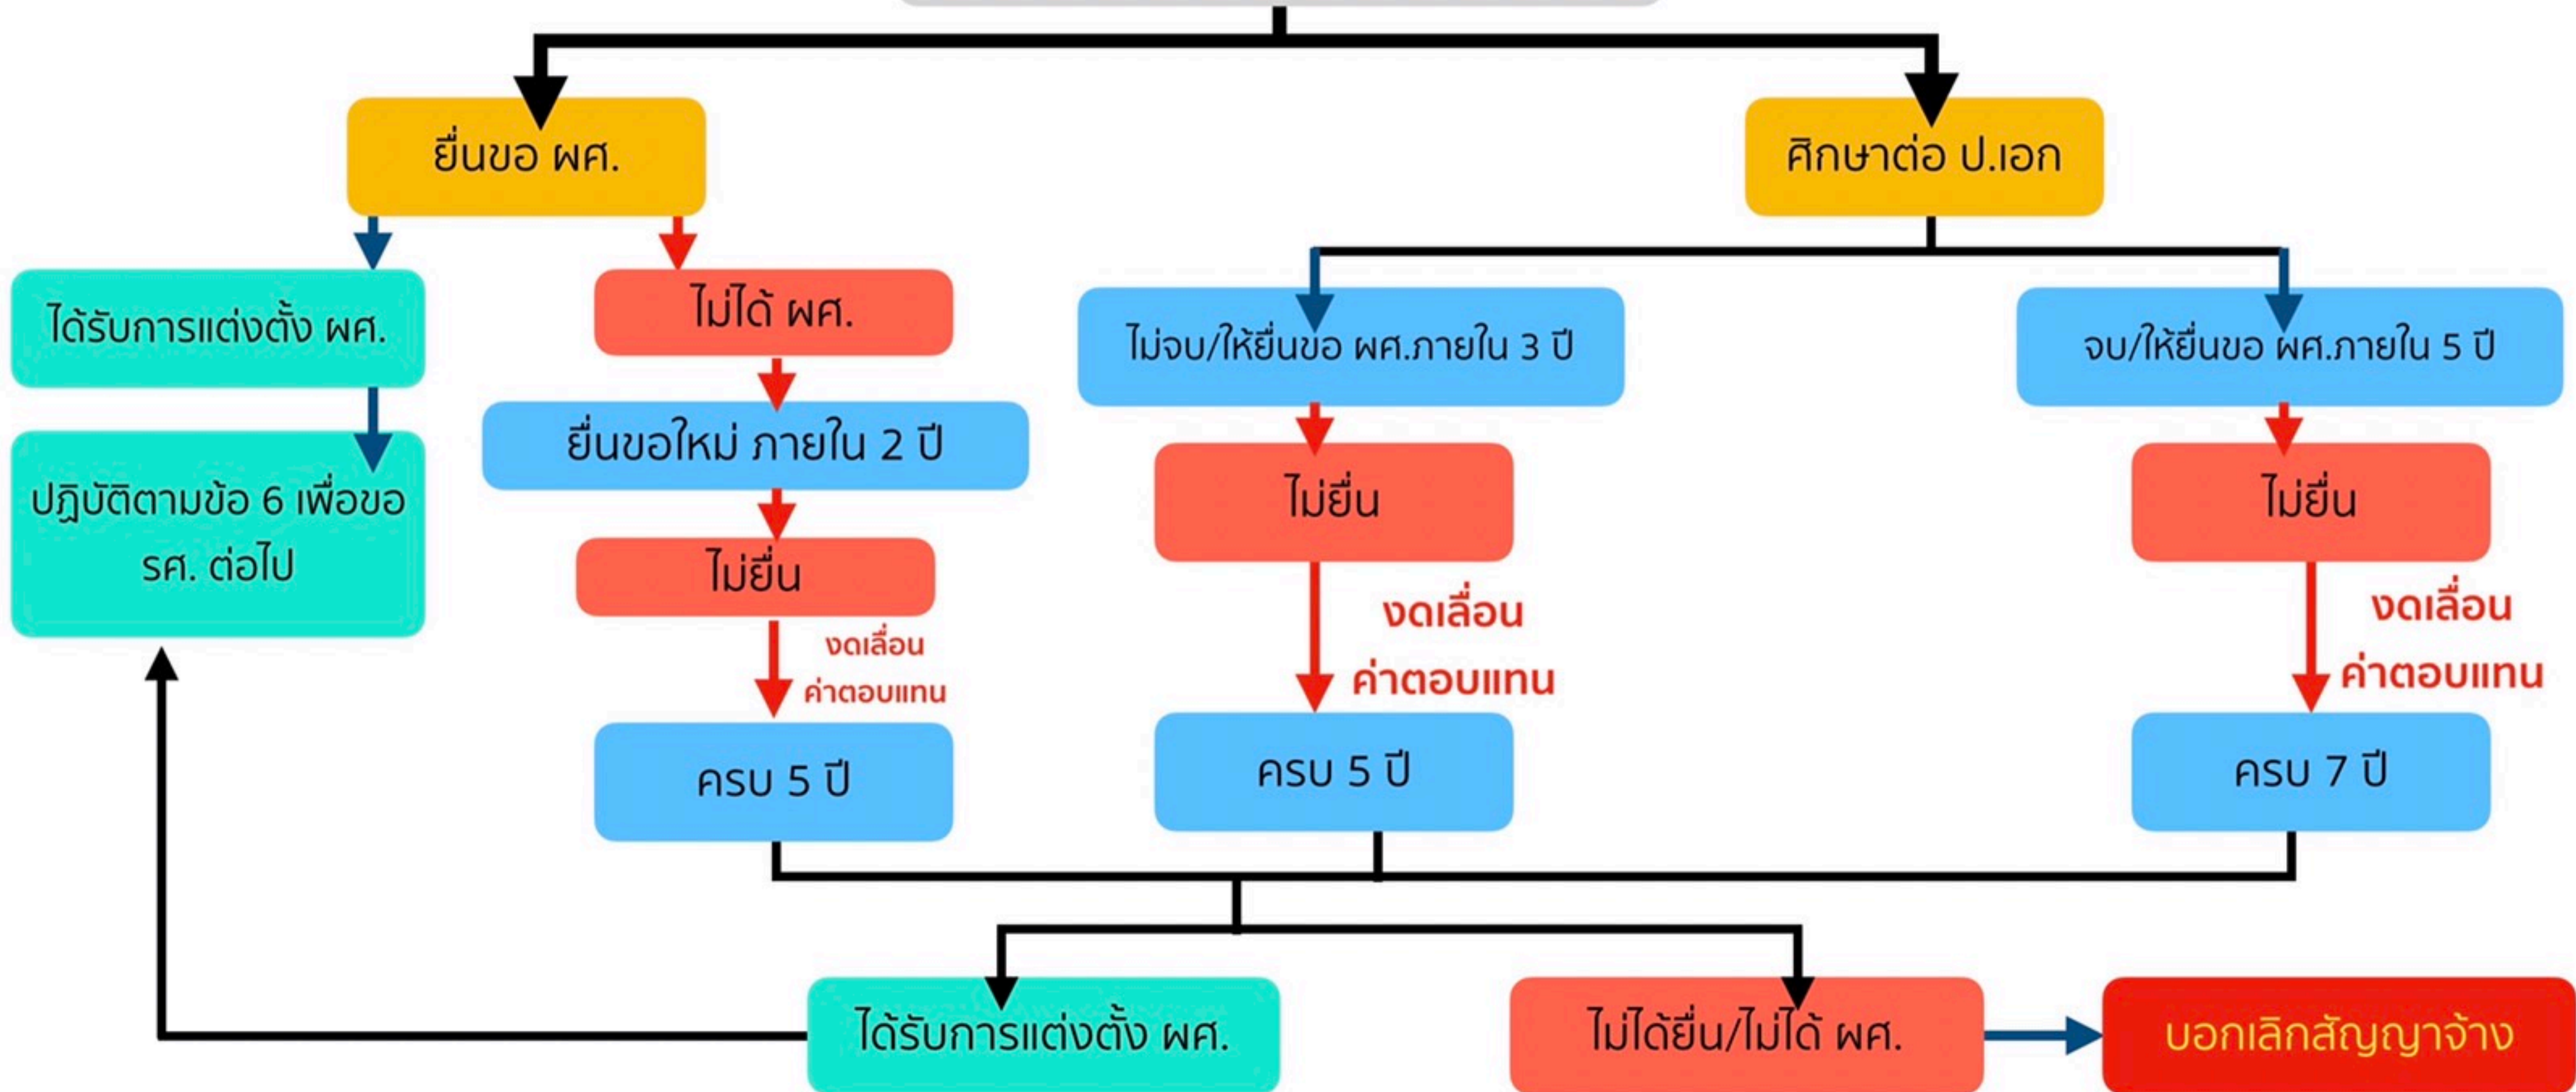 ยื่นขอ ผศ.
ศึกษาต่อ ป.เอก
ได้รับการแต่งตั้ง ผศ.
ไม่ได้ ผศ.
ไม่จบ/ให้ยื่นขอ ผศ.ภายใน 3 ปี
จบ/ให้ยื่นขอ ผศ.ภายใน 5 ปี
ปฏิบัติตามข้อ 6 เพื่อขอ
รศ. ต่อไป
ยื่นขอใหม่ ภายใน 2 ปี
ไม่ยื่น
ไม่ยื่น
ไม่ยื่น
งดเลื่อน
ค่าตอบแทน
งดเลื่อน
ค่าตอบแทน
งดเลื่อน
ค่าตอบแทน
ครบ 5 ปี
ครบ 5 ปี
ครบ 7 ปี
ได้รับการแต่งตั้ง ผศ.
ไม่ได้ยื่น/ไม่ได้ ผศ.
บอกเลิกสัญญาจ้าง